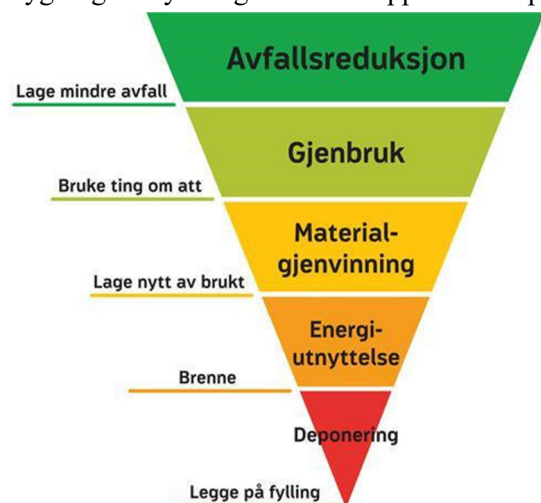 Avfallsreduksjon
Lage mindre avfall
Gjenbruk
Bruke ting om att
Material-
gjenvinning
Lage nytt av brukt
Energi-
utnyttelse
Brenne
Deponering
Legge på fylling